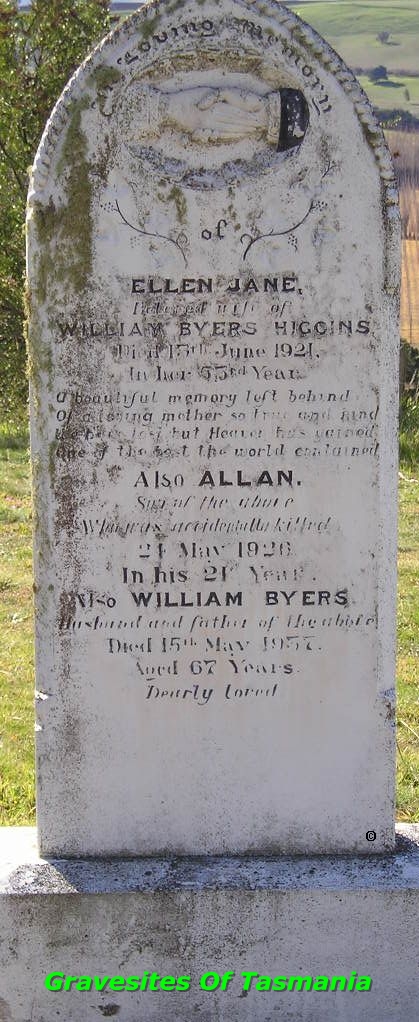 In Loving Memory
of
ELLEN JANE,
Beloved wife of
WILLIAM BYERS HIGGINS,
Died 15th June 1921,
In her 53rd Year.
A beautiful memory left behind
Of a loving mother so true and kind
We have lost but Heaven has gained
One of the best the world contained
Also ALLAN.
Son of the above
Who was accidentally killed
May 1926
In his 21st Year.
Also WILLIAM BYERS.
Husband and father of the above
Died 15th May 1937.
Aged 67 Years.
Dearly loved
©
Gravesites Of Tasmania